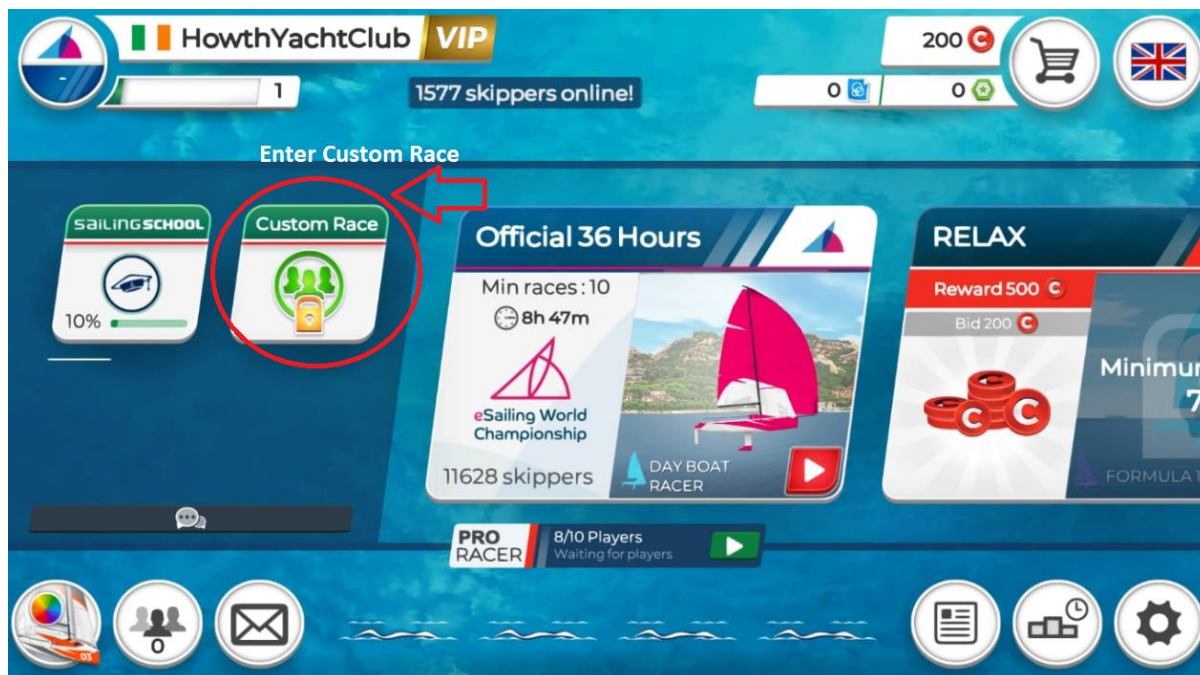 HowthYachtClub VIP
200
1
1577 skippers online!
0
0
Enter Custom Race
SAILINGSCHOOL
10%
Custom Race
Official 36 Hours
Min races : 10
8h 47m
eSailing World
Championship
11628 skippers
DAY BOAT
RACER
RELAX
Reward 500 C
Bid 200 C
C C C
7
FORMULA
PRO
RACER
8/10 Players
Waiting for players
0
03